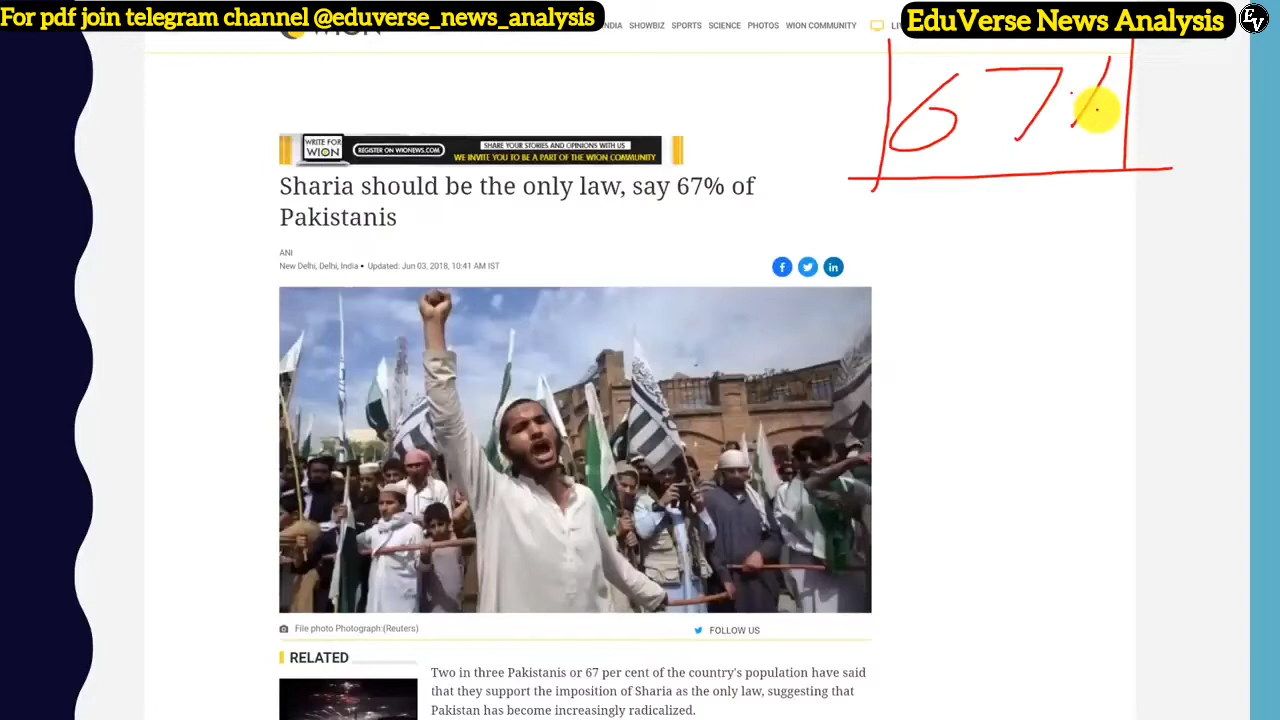 For pdf join telegram channel @eduverse_news_analysis
SHOWBIZ SPORTS SCIENCE PHOTOS WION COMMUNITY
EduVerse News Analysis
EV
67%
WRITE FOR WION
REGISTER ON WIONEWS.COM
SHARE YOUR STORIES AND OPINIONS WITH US
WE INVITE YOU TO BE A PART OF THE WION COMMUNITY
Sharia should be the only law, say 67% of
Pakistanis
ANI
New Delhi, Delhi, India • Updated: Jun 03, 2018, 10:41 AM IST
File photo Photograph:(Reuters)
FOLLOW US
RELATED
Two in three Pakistanis or 67 per cent of the country's population have said
that they support the imposition of Sharia as the only law, suggesting that
Pakistan has become increasingly radicalized.